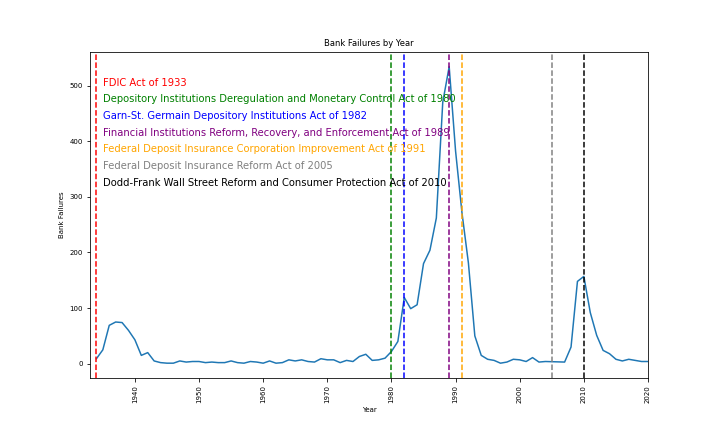 Bank Failures by Year
FDIC Act of 1933
Depository Institutions Deregulation and Monetary Control Act of 1980
Garn-St. Germain Depository Institutions Act of 1982
Financial Institutions Reform, Recovery, and Enforcement Act of 1989
Federal Deposit Insurance Corporation Improvement Act of 1991
Federal Deposit Insurance Reform Act of 2005
Dodd-Frank Wall Street Reform and Consumer Protection Act of 2010
Bank Failures
500
400
300
200
100
0
1940
1950
1960
1970
1980
1990
2000
2010
2020
Year